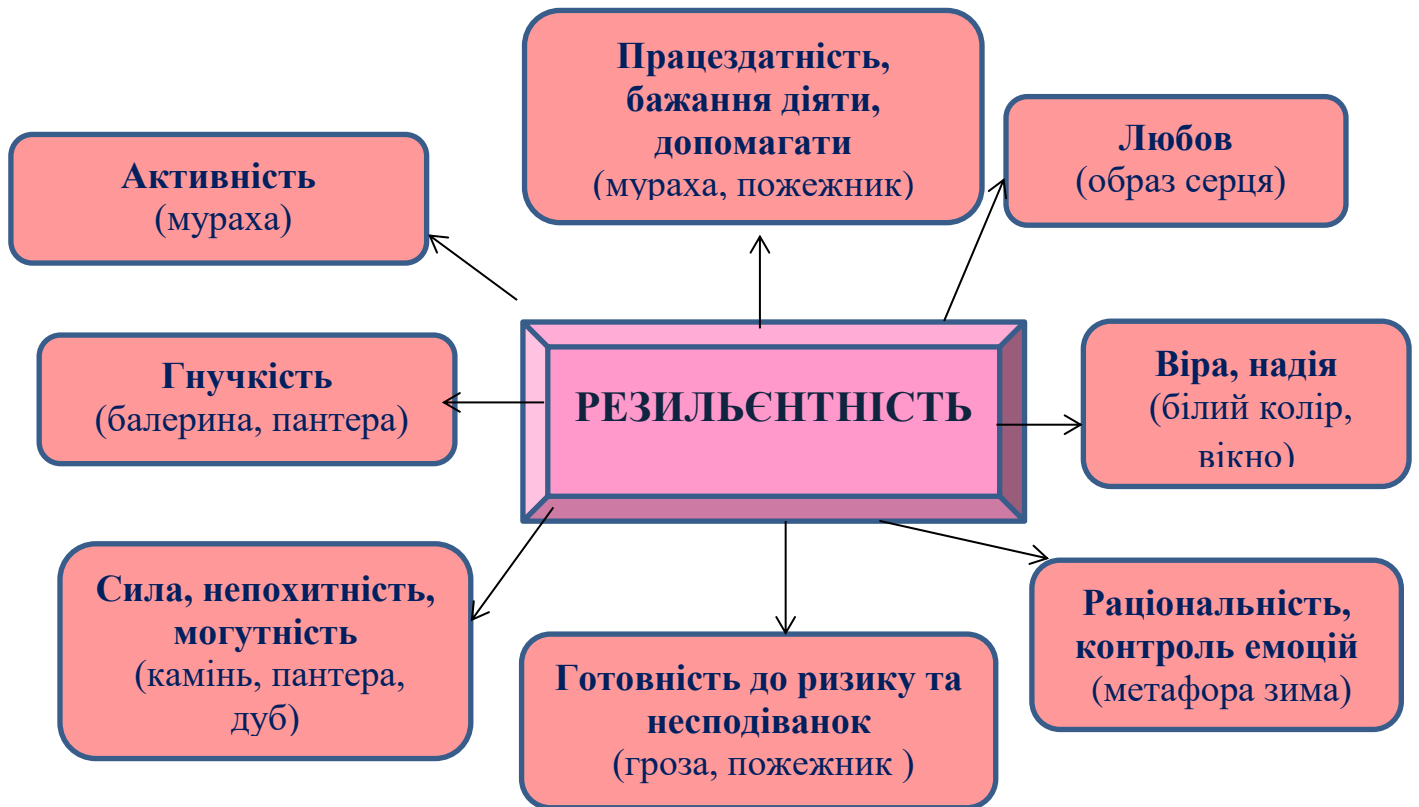 Працездатність,
бажання діяти,
допомагати
(мураха, пожежник)
Любов
(образ серця)
Активність
(мураха)
Гнучкість
(балерина, пантера)
РЕЗИЛЬЄНТНІСТЬ
Віра, надія
(білий колір,
вікно)
Сила, непохитність,
могутність
(камінь, пантера,
дуб)
Готовність до ризику та
несподіванок
(гроза, пожежник )
Раціональність,
контроль емоцій
(метафора зима)